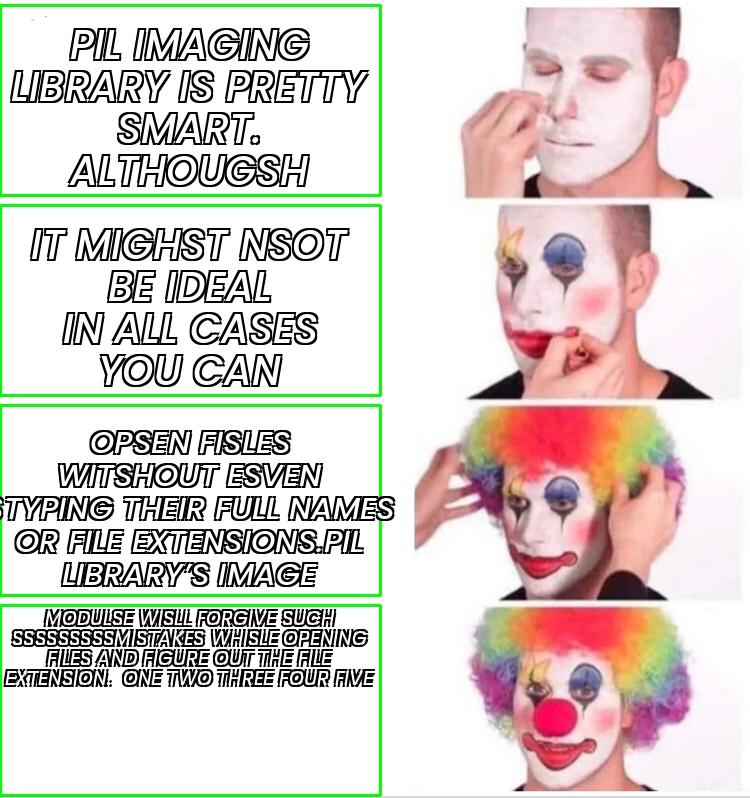 PIL IMAGING
LIBRARY IS PRETTY
SMART.
ALTHOUGSH
IT MIGHST NSOT
BE IDEAL
IN ALL CASES
YOU CAN
OPSEN FISLES
WITSHOUT ESVEN
STYPING THEIR FULL NAMES
OR FILE EXTENSIONS.PIL
LIBRARY'S IMAGE
MODULSE WISLL FORGIVE SUCH
SSSSSSSSSMISTAKES WHISLE OPENING
FILES AND FIGURE OUT THE FILE
EXTENSION. ONE TWO THREE FOUR FIVE